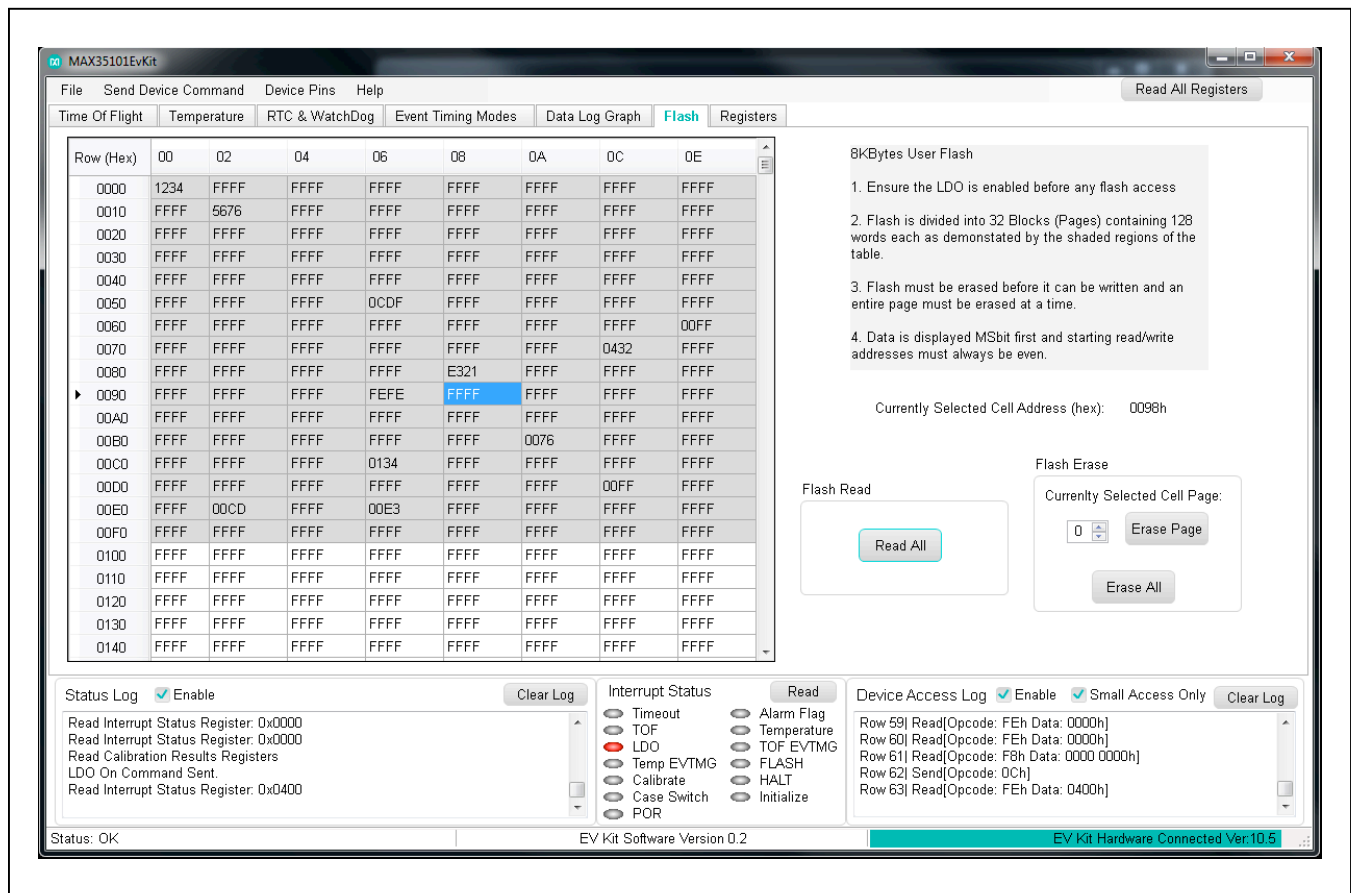 MAX35101EvKit
File Send Device Command Device Pins Help Read All Registers
Time Of Flight Temperature RTC & WatchDog Event Timing Modes Data Log Graph Flash Registers
Row (Hex) 00 02 04 06 08 0A 0C 0E
0000 1234 FFFF FFFF FFFF FFFF FFFF FFFF FFFF
0010 FFFF 5676 FFFF FFFF FFFF FFFF FFFF FFFF
0020 FFFF FFFF FFFF FFFF FFFF FFFF FFFF FFFF
0030 FFFF FFFF FFFF FFFF FFFF FFFF FFFF FFFF
0040 FFFF FFFF FFFF FFFF FFFF FFFF FFFF FFFF
0050 FFFF FFFF FFFF 0CDF FFFF FFFF FFFF FFFF
0060 FFFF FFFF FFFF FFFF FFFF FFFF FFFF 00FF
0070 FFFF FFFF FFFF FFFF FFFF FFFF 0432 FFFF
0080 FFFF FFFF FFFF FFFF E321 FFFF FFFF FFFF
0090 FFFF FFFF FFFF FEFE FFFF FFFF FFFF FFFF
00A0 FFFF FFFF FFFF FFFF FFFF FFFF FFFF FFFF
00B0 FFFF FFFF FFFF FFFF FFFF 0076 FFFF FFFF
00C0 FFFF FFFF FFFF 0134 FFFF FFFF FFFF FFFF
00D0 FFFF FFFF FFFF FFFF FFFF FFFF 00FF FFFF
00E0 FFFF 00CD FFFF 00E3 FFFF FFFF FFFF FFFF
00F0 FFFF FFFF FFFF FFFF FFFF FFFF FFFF FFFF
0100 FFFF FFFF FFFF FFFF FFFF FFFF FFFF FFFF
0110 FFFF FFFF FFFF FFFF FFFF FFFF FFFF FFFF
0120 FFFF FFFF FFFF FFFF FFFF FFFF FFFF FFFF
0130 FFFF FFFF FFFF FFFF FFFF FFFF FFFF FFFF
0140 FFFF FFFF FFFF FFFF FFFF FFFF FFFF FFFF
8KBytes User Flash
1. Ensure the LDO is enabled before any flash access
2. Flash is divided into 32 Blocks (Pages) containing 128
words each as demonstated by the shaded regions of the
table.
3. Flash must be erased before it can be written and an
entire page must be erased at a time.
4. Data is displayed MSbit first and starting read/write
addresses must always be even.
Currently Selected Cell Address (hex): 0098h
Flash Read
Read All
Flash Erase
Currenlty Selected Cell Page:
0 Erase Page
Erase All
Status Log Enable Clear Log
Read Interrupt Status Register: 0x0000
Read Interrupt Status Register: 0x0000
Read Calibration Results Registers
LDO On Command Sent.
Read Interrupt Status Register: 0x0400
Interrupt Status Read
Timeout Alarm Flag
TOF Temperature
LDO TOF EVTMG
Temp EVTMG FLASH
Calibrate HALT
Case Switch Initialize
POR
Device Access Log Enable Small Access Only Clear Log
Row 59| Read[Opcode: FEh Data: 0000h]
Row 60| Read[Opcode: FEh Data: 0000h]
Row 61| Read[Opcode: F8h Data: 0000 0000h]
Row 62| Send[Opcode: 0Ch]
Row 63| Read[Opcode: FEh Data: 0400h]
Status: OK EV Kit Software Version 0.2 EV Kit Hardware Connected Ver:10.5